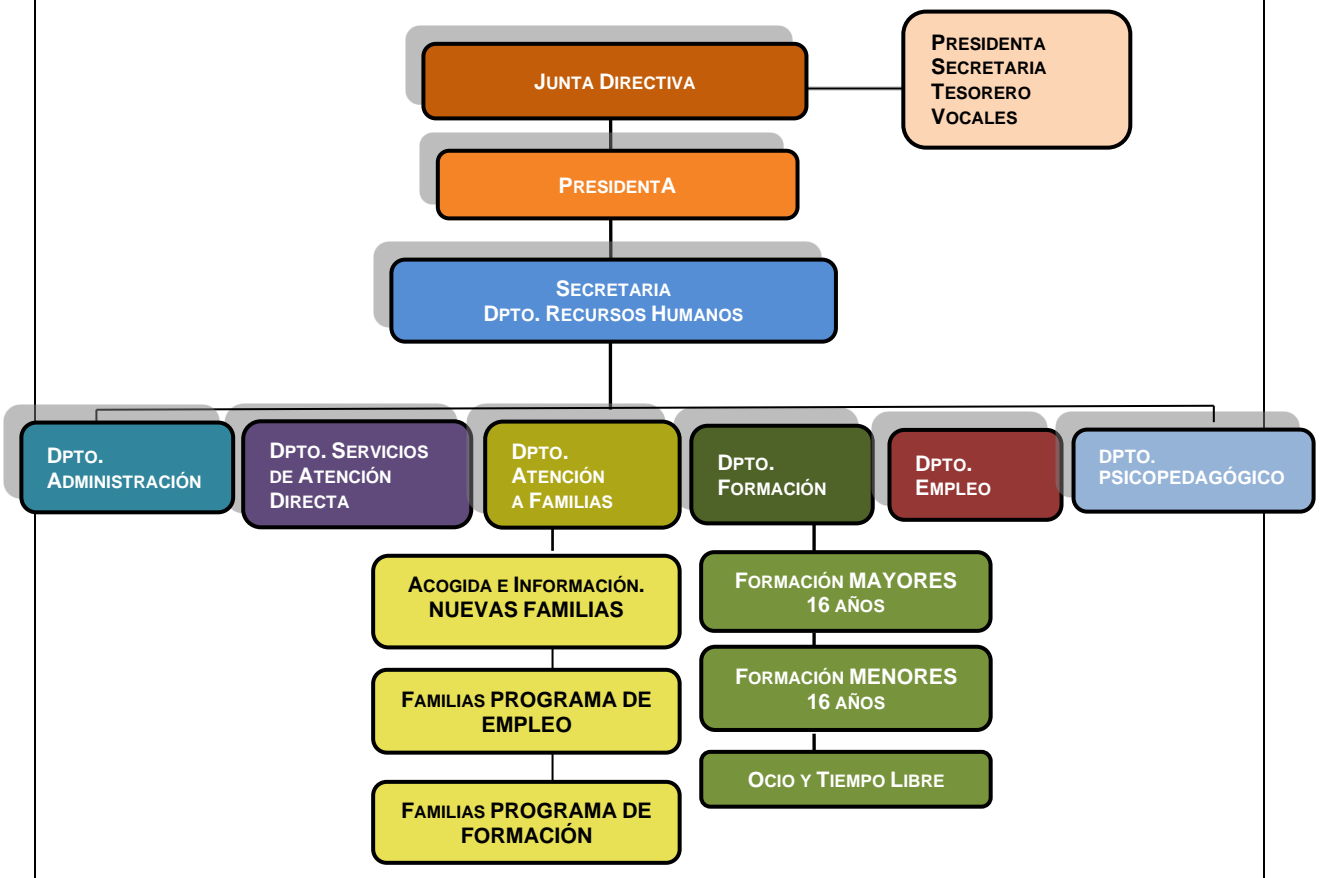 JUNTA DIRECTIVA
PRESIDENTA
SECRETARIA
TESORERO
VOCALES
PRESIDENTA
SECRETARIA
DPTO. RECURSOS HUMANOS
DPTO.
ADMINISTRACIÓN
DPTO. SERVICIOS
DE ATENCIÓN
DIRECTA
DPTO.
ATENCIÓN
A FAMILIAS
DPTO.
FORMACIÓN
DPTO.
EMPLEO
DPTO.
PSICOPEDAGÓGICO
ACOGIDA E INFORMACIÓN.
NUEVAS FAMILIAS
FAMILIAS PROGRAMA DE
EMPLEO
FAMILIAS PROGRAMA DE
FORMACIÓN
FORMACIÓN MAYORES
16 AÑOS
FORMACIÓN MENORES
16 AÑOS
OCIO Y TIEMPO LIBRE